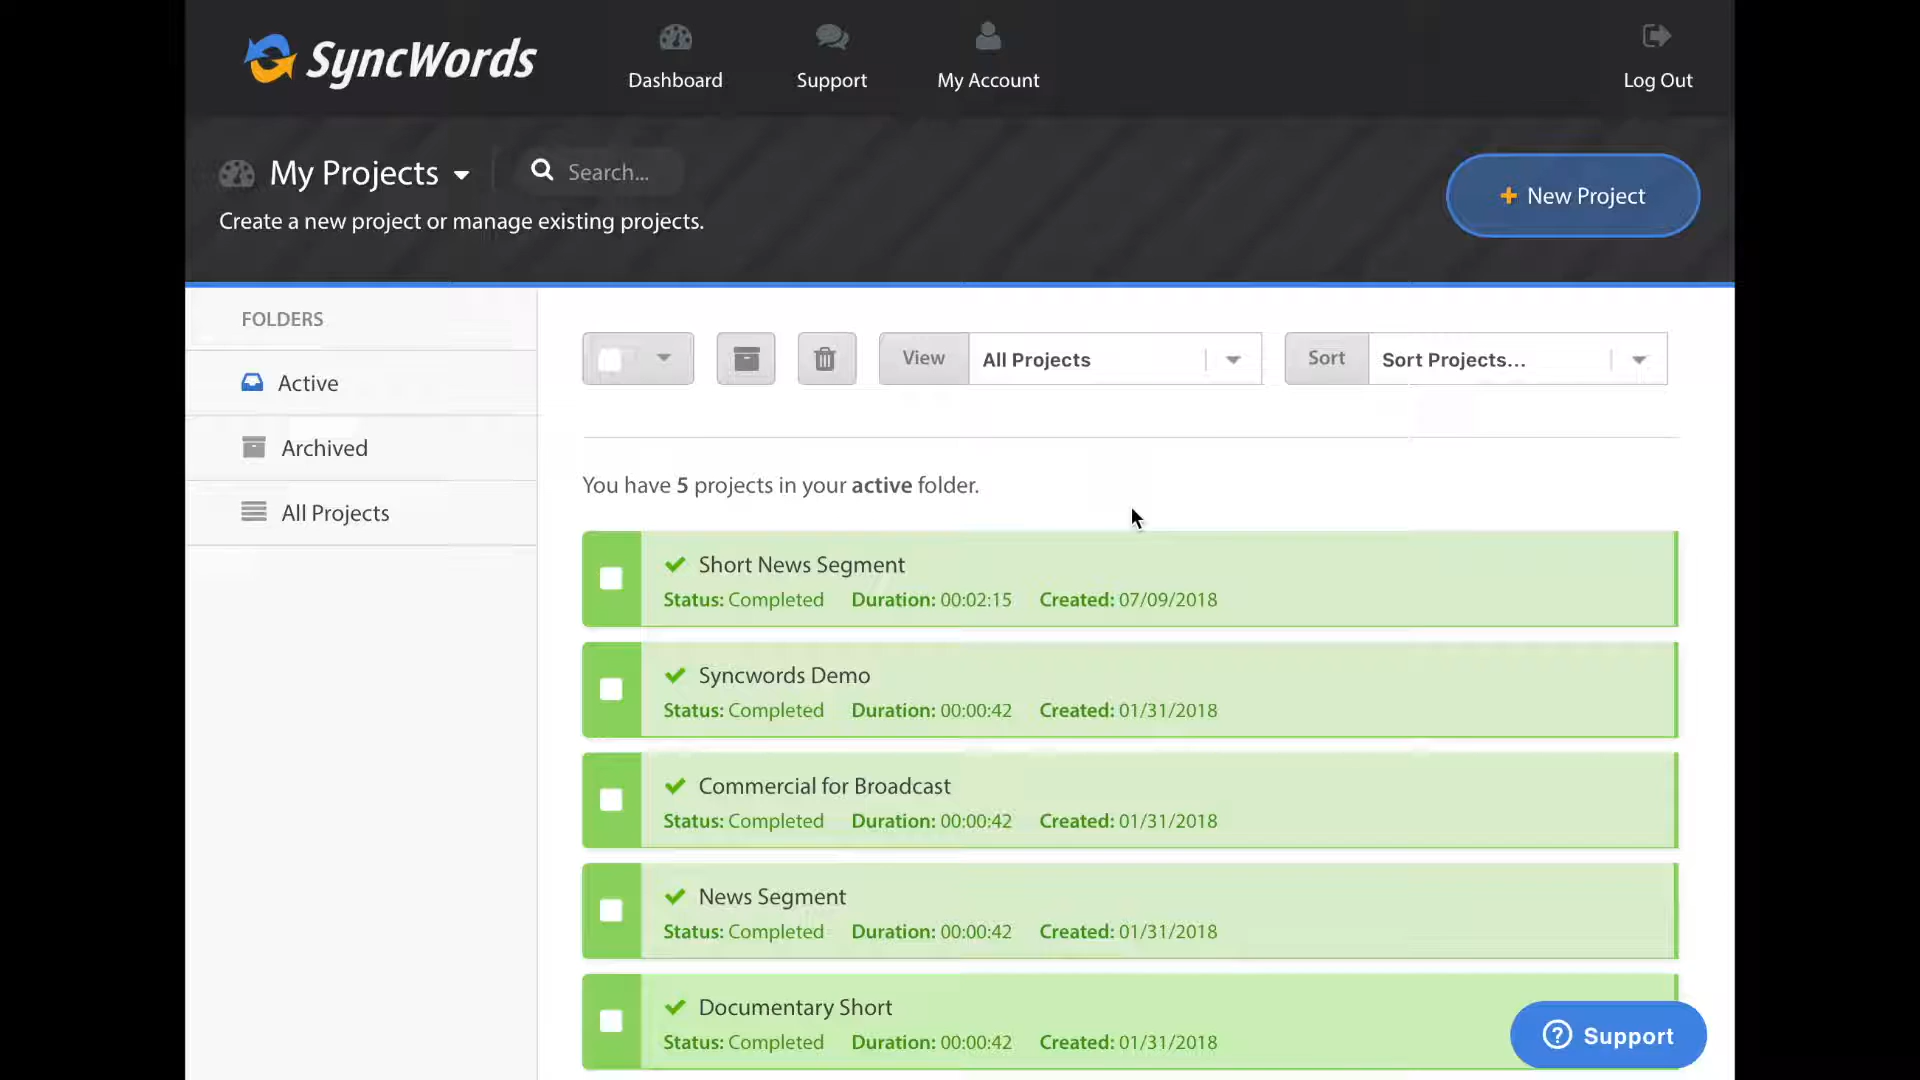 SyncWords
Dashboard
Support
My Account
Log Out
My Projects
Search...
Create a new project or manage existing projects.
+ New Project
FOLDERS
Active
Archived
All Projects
View
All Projects
Sort
Sort Projects...
You have 5 projects in your active folder.
Short News Segment
Status: Completed Duration: 00:02:15 Created: 07/09/2018
Syncwords Demo
Status: Completed Duration: 00:00:42 Created: 01/31/2018
Commercial for Broadcast
Status: Completed Duration: 00:00:42 Created: 01/31/2018
News Segment
Status: Completed Duration: 00:00:42 Created: 01/31/2018
Documentary Short
Status: Completed Duration: 00:00:42 Created: 01/31/2018
? Support